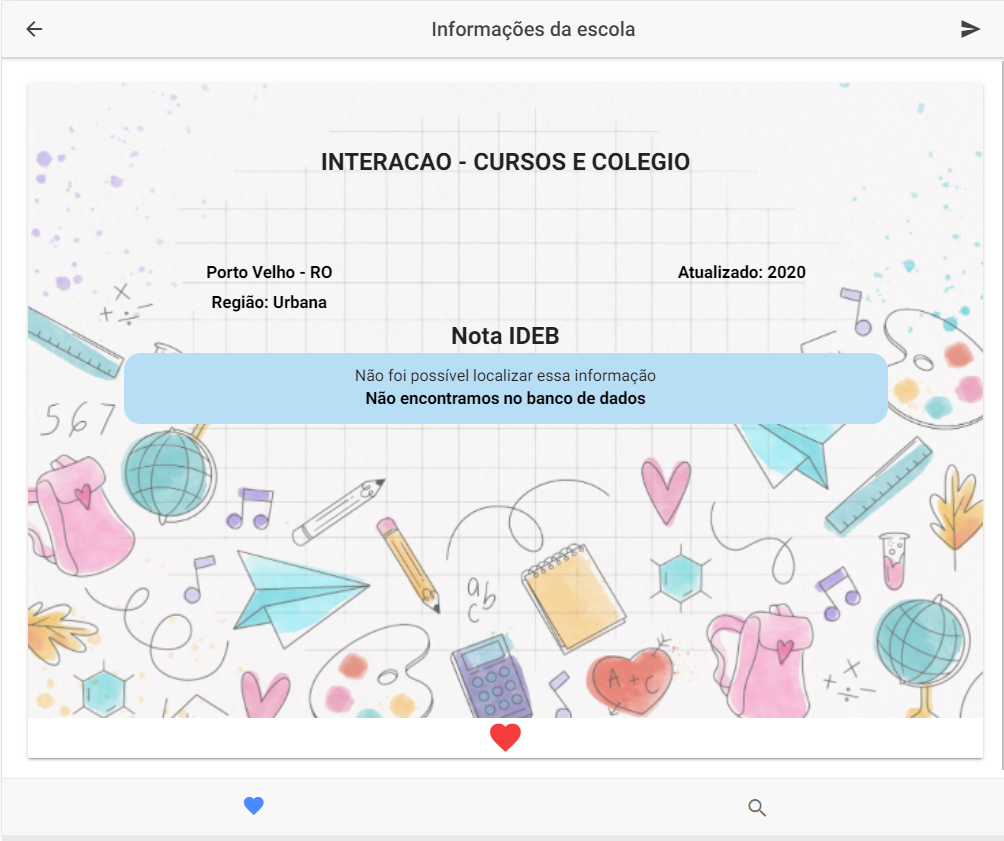 Informações da escola
INTERACAO - CURSOS E COLEGIO
Porto Velho - RO
Atualizado: 2020
Região: Urbana
Nota IDEB
Não foi possível localizar essa informação
Não encontramos no banco de dados
567
ab
c
A + C